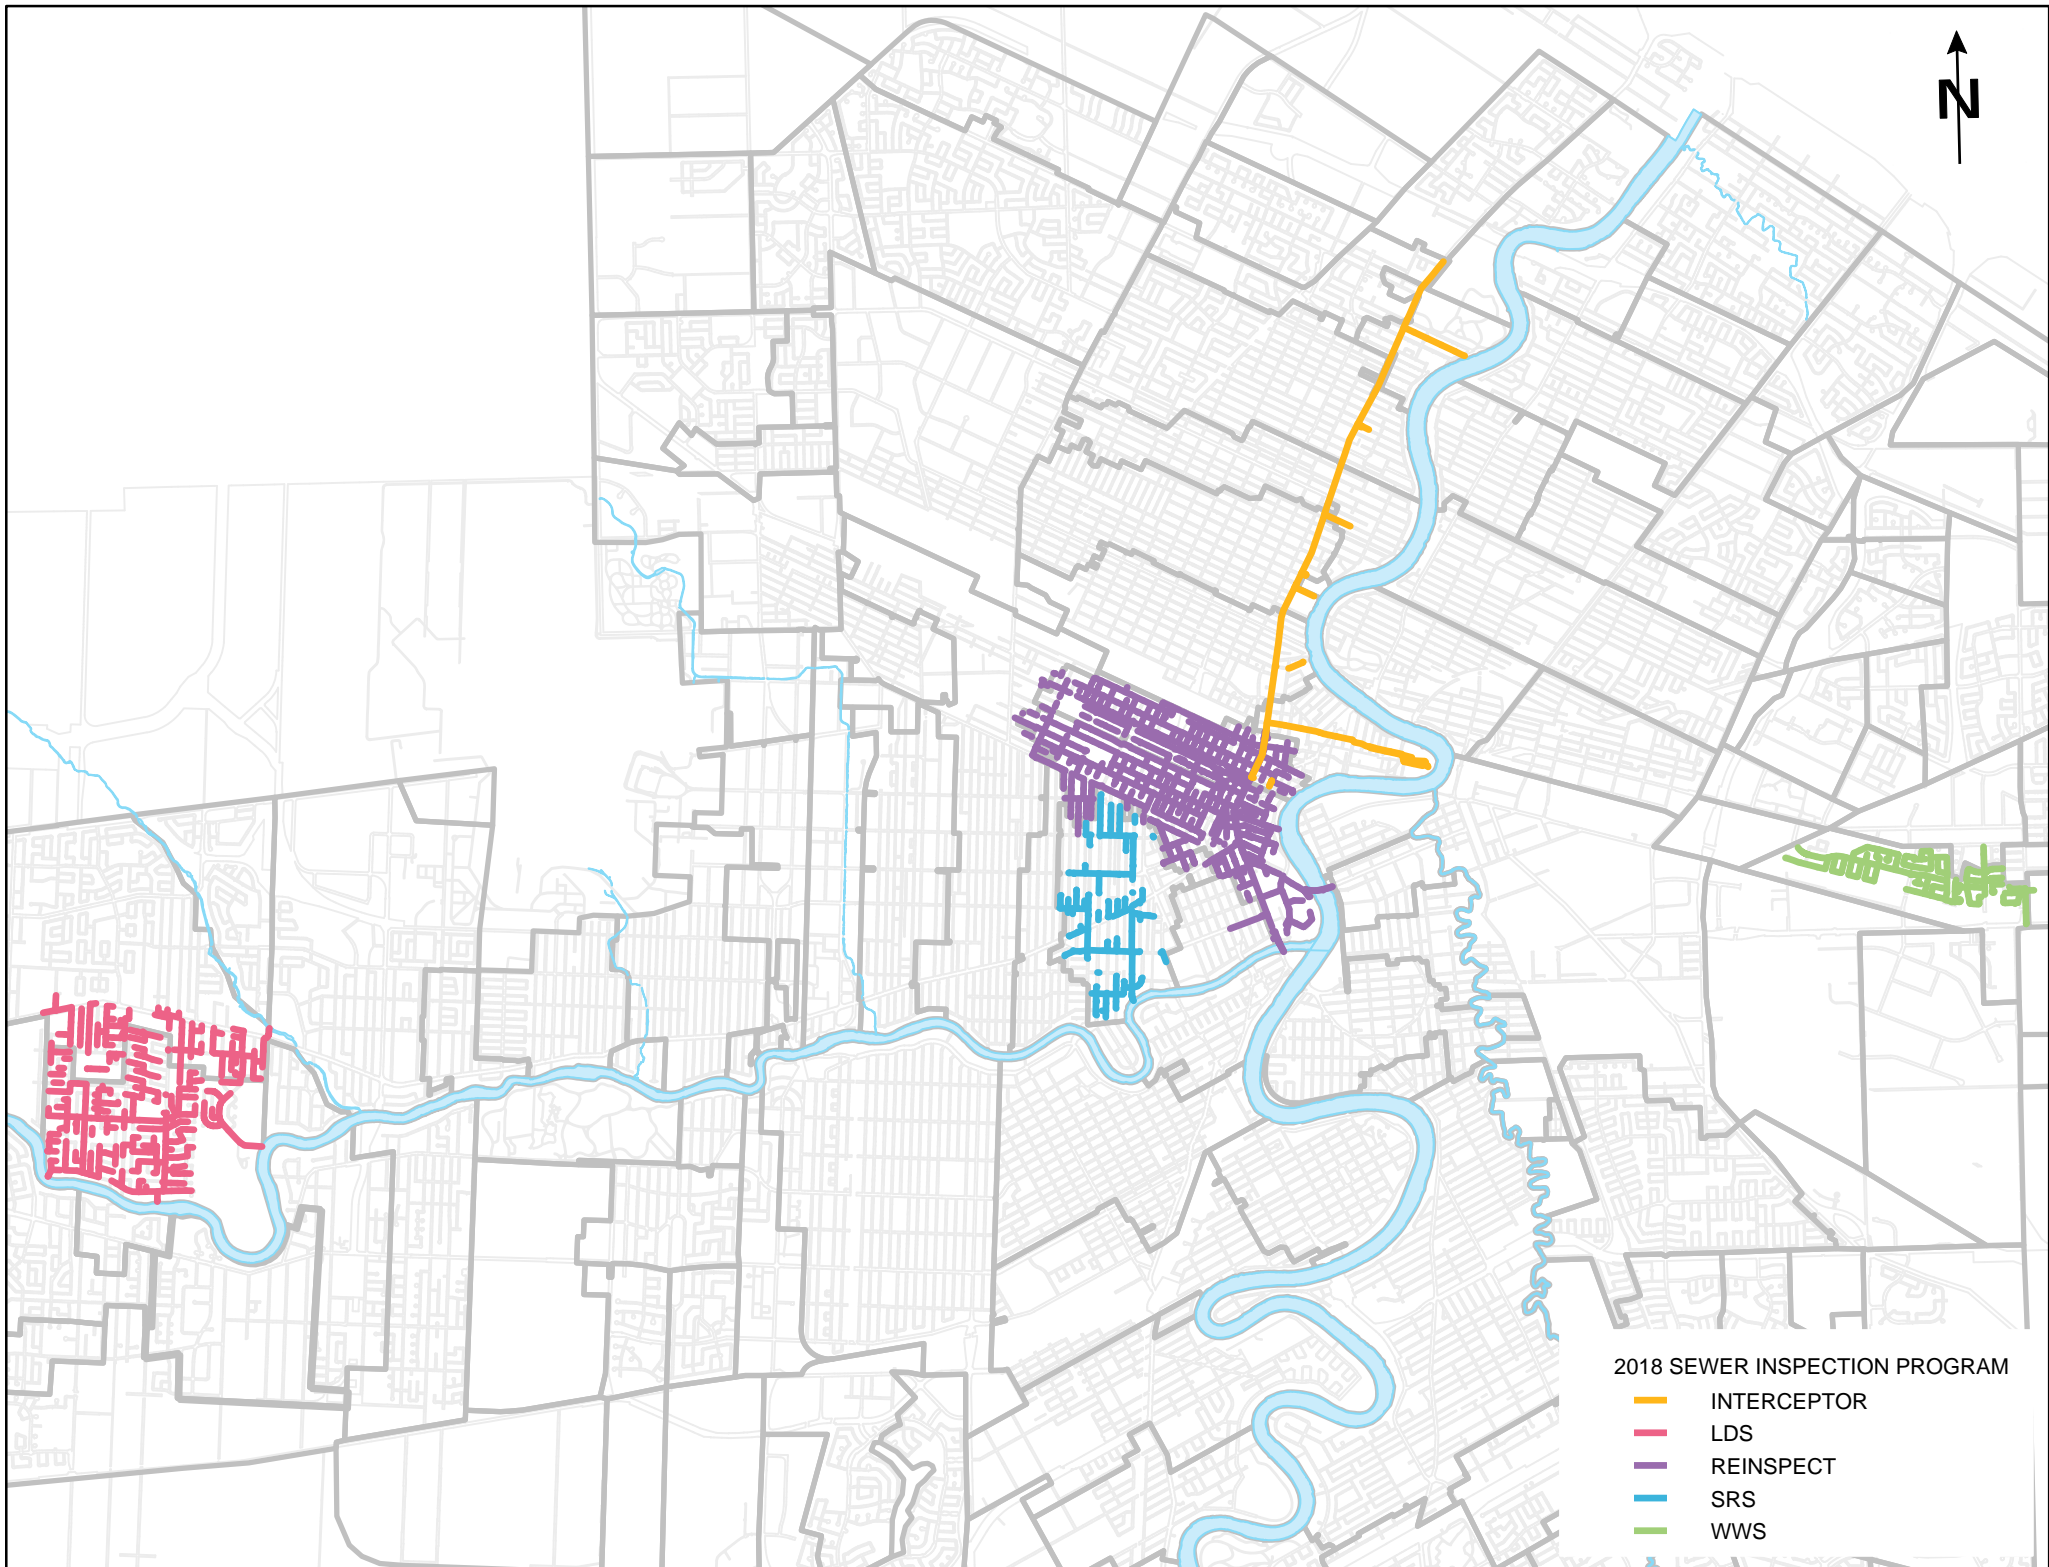 N
2018 SEWER INSPECTION PROGRAM
INTERCEPTOR
LDS
REINSPECT
SRS
WWS